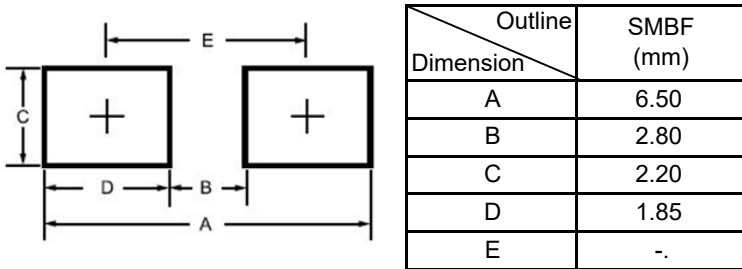 E
C
D
B
A
Outline
Dimension
SMBF
(mm)
A 6.50
B 2.80
C 2.20
D 1.85
E -.